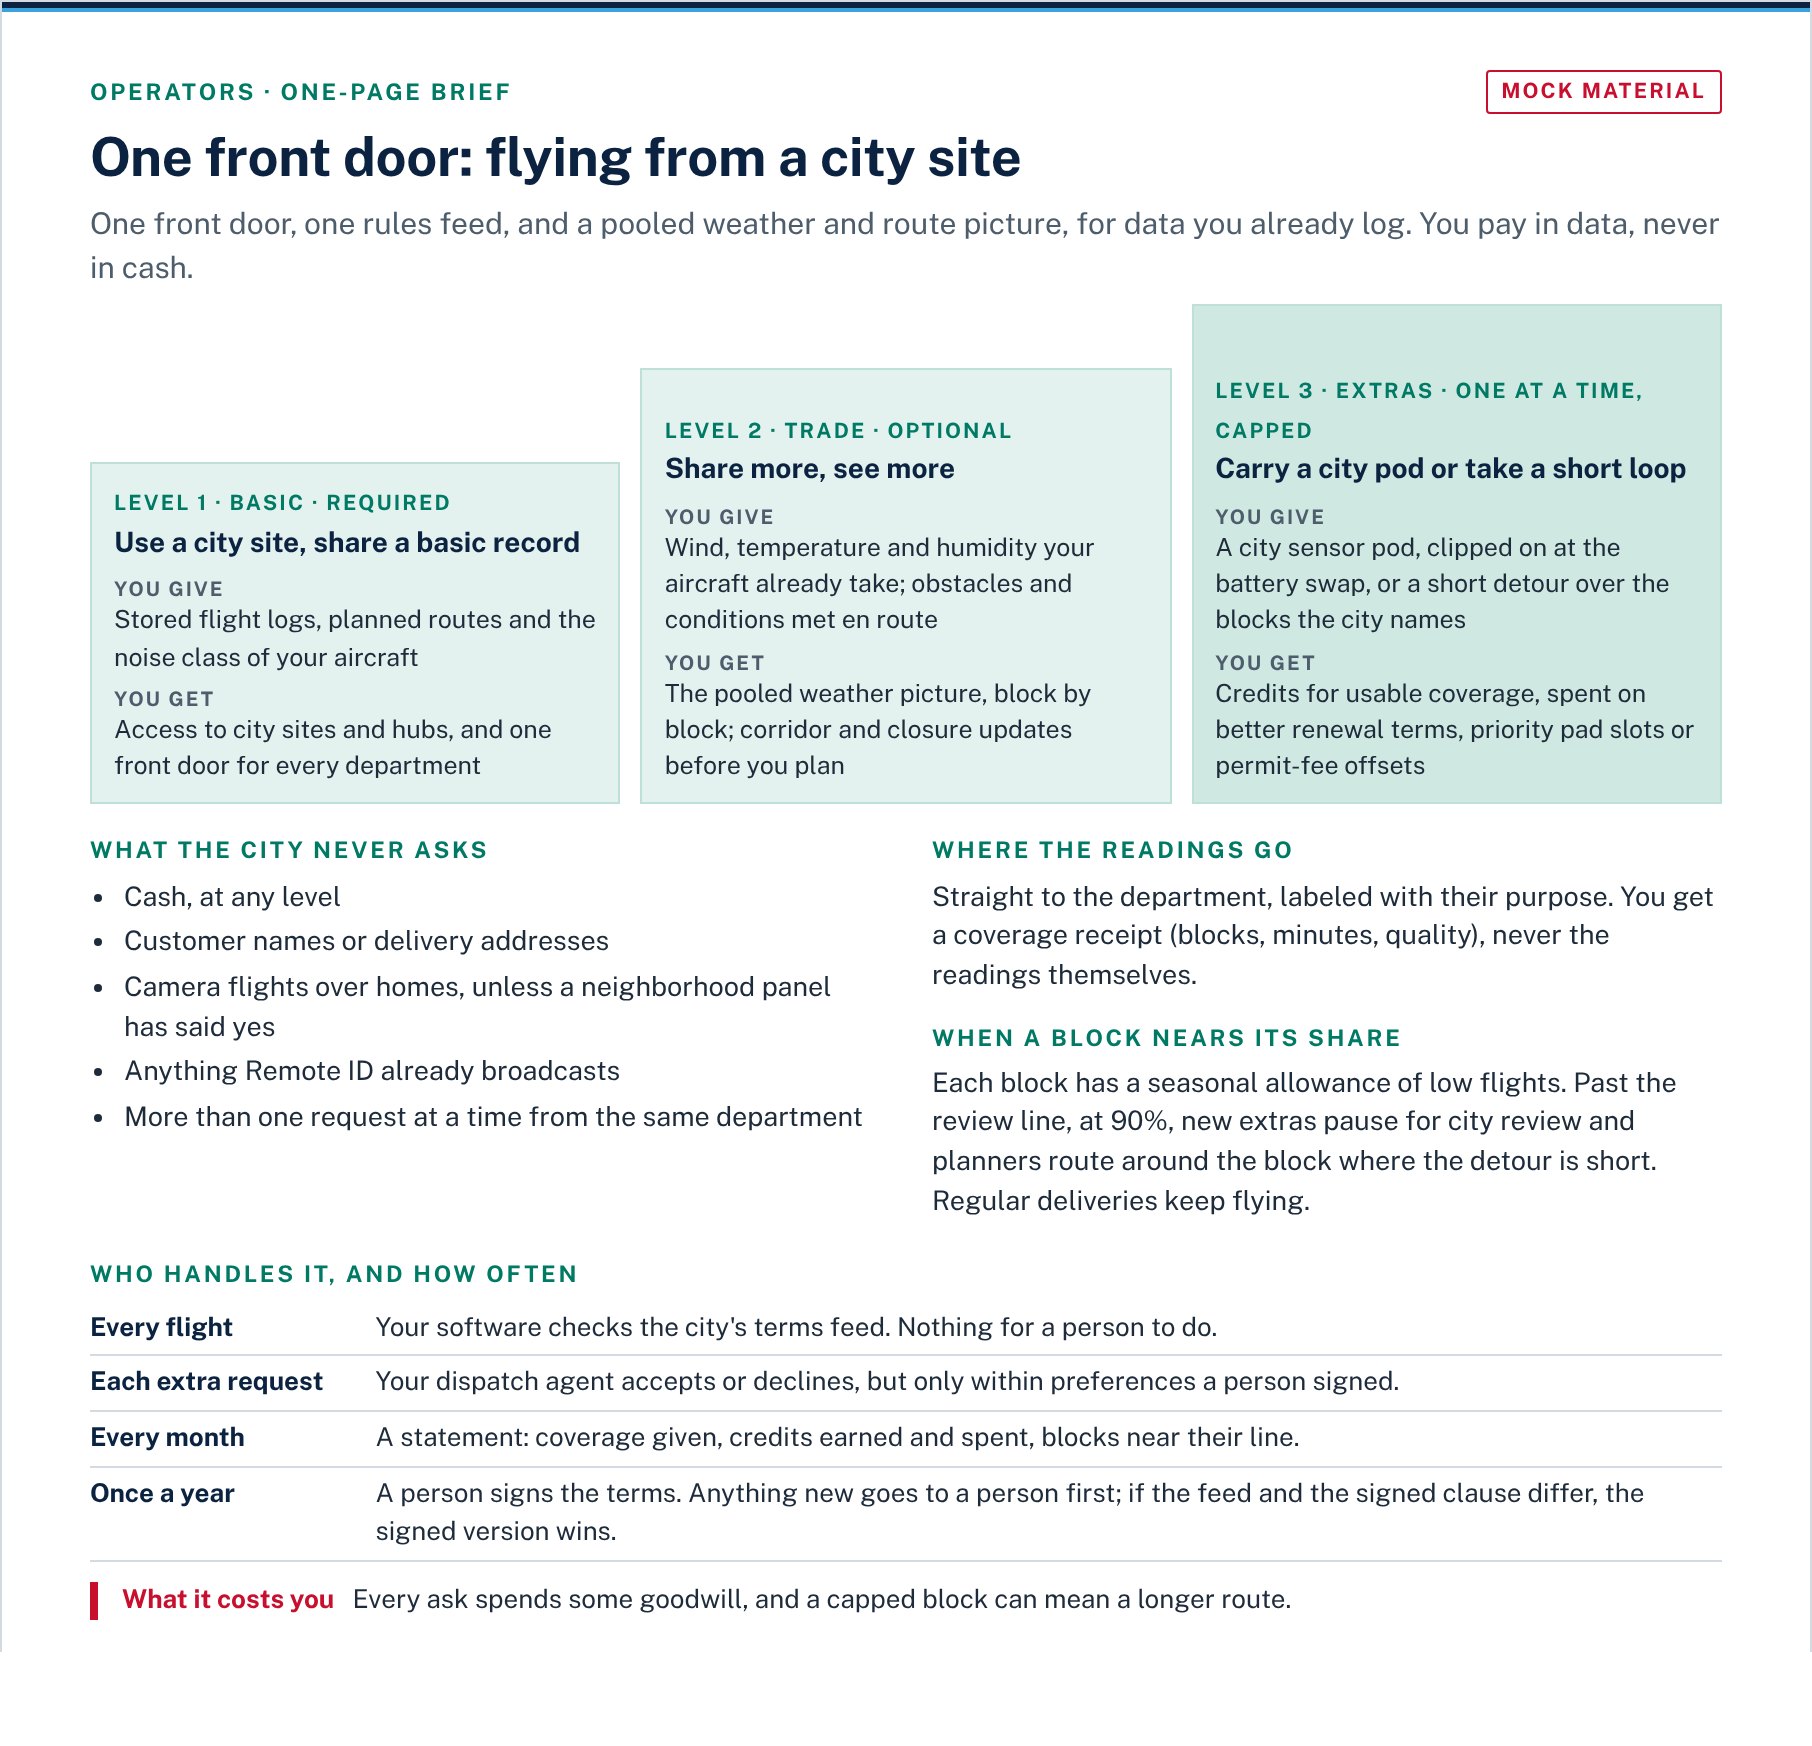 OPERATORS · ONE-PAGE BRIEF
MOCK MATERIAL
One front door: flying from a city site
One front door, one rules feed, and a pooled weather and route picture, for data you already log. You pay in data, never
in cash.
LEVEL 1 · BASIC · REQUIRED
Use a city site, share a basic record
YOU GIVE
Stored flight logs, planned routes and the
noise class of your aircraft
YOU GET
Access to city sites and hubs, and one
front door for every department
LEVEL 2 · TRADE · OPTIONAL
Share more, see more
YOU GIVE
Wind, temperature and humidity your
aircraft already take; obstacles and
conditions met en route
YOU GET
The pooled weather picture, block by
block; corridor and closure updates
before you plan
LEVEL 3 · EXTRAS · ONE AT A TIME,
CAPPED
Carry a city pod or take a short loop
YOU GIVE
A city sensor pod, clipped on at the
battery swap, or a short detour over the
blocks the city names
YOU GET
Credits for usable coverage, spent on
better renewal terms, priority pad slots or
permit-fee offsets
WHAT THE CITY NEVER ASKS
• Cash, at any level
• Customer names or delivery addresses
• Camera flights over homes, unless a neighborhood panel
has said yes
• Anything Remote ID already broadcasts
• More than one request at a time from the same department
WHERE THE READINGS GO
Straight to the department, labeled with their purpose. You get
a coverage receipt (blocks, minutes, quality), never the
readings themselves.
WHEN A BLOCK NEARS ITS SHARE
Each block has a seasonal allowance of low flights. Past the
review line, at 90%, new extras pause for city review and
planners route around the block where the detour is short.
Regular deliveries keep flying.
WHO HANDLES IT, AND HOW OFTEN
Every flight Your software checks the city's terms feed. Nothing for a person to do.
Each extra request Your dispatch agent accepts or declines, but only within preferences a person signed.
Every month A statement: coverage given, credits earned and spent, blocks near their line.
Once a year A person signs the terms. Anything new goes to a person first; if the feed and the signed clause differ, the
signed version wins.
What it costs you Every ask spends some goodwill, and a capped block can mean a longer route.